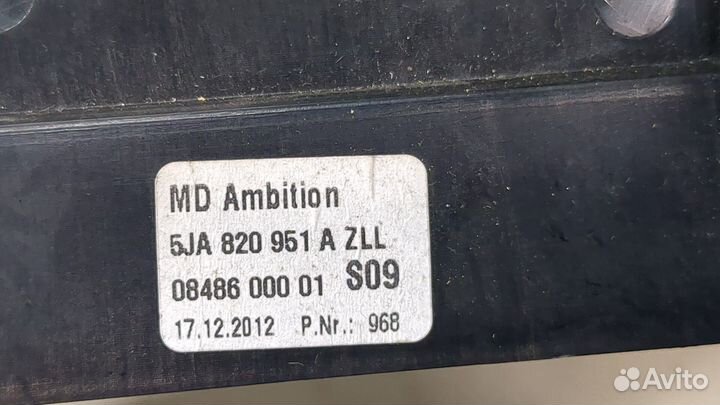 MD Ambition
5JA 820 951 A ZLL
08486 000 01 S09
17.12.2012 P.Nr.: 968
Avito